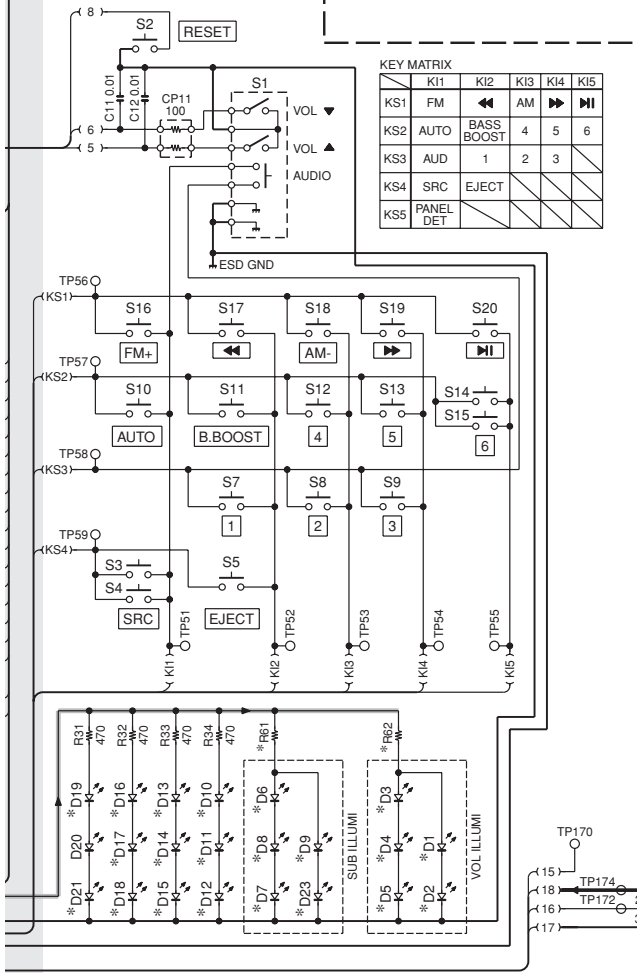 8
S2
RESET
KEY MATRIX
KI1 KI2 KI3 KI4 KI5
KS1 FM ◀◀ AM ▶▶ ▶II
KS2 AUTO BASS BOOST 4 5 6
KS3 AUD 1 2 3
KS4 SRC EJECT
KS5 PANEL DET
C11 0.01
C12 0.01
CP11
100
S1
VOL ▼
6
5
VOL ▲
AUDIO
ESD GND
TP56
KS1
S16 S17 S18 S19 S20
FM+ ◀◀ AM- ▶▶ ▶II
TP57
KS2
S10 S11 S12 S13 S14
S15
AUTO B.BOOST 4 5 6
TP58
KS3
S7 S8 S9
1 2 3
TP59
KS4
S3 S5
S4
SRC EJECT
TP51 TP52 TP53 TP54 TP55
KI1 KI2 KI3 KI4 KI5
R31 470 R32 470 R33 470 R34 470 *R61 *R62
*D19 *D16 *D13 *D10 *D6 *D3
D20 *D17 *D14 *D11 *D8 D9 *D4 *D1
*D21 *D18 D15 D12 *D7 *D23 *D5 *D2
SUB ILLUMI
VOL ILLUMI
TP170
15
18 TP174
16 TP172
17